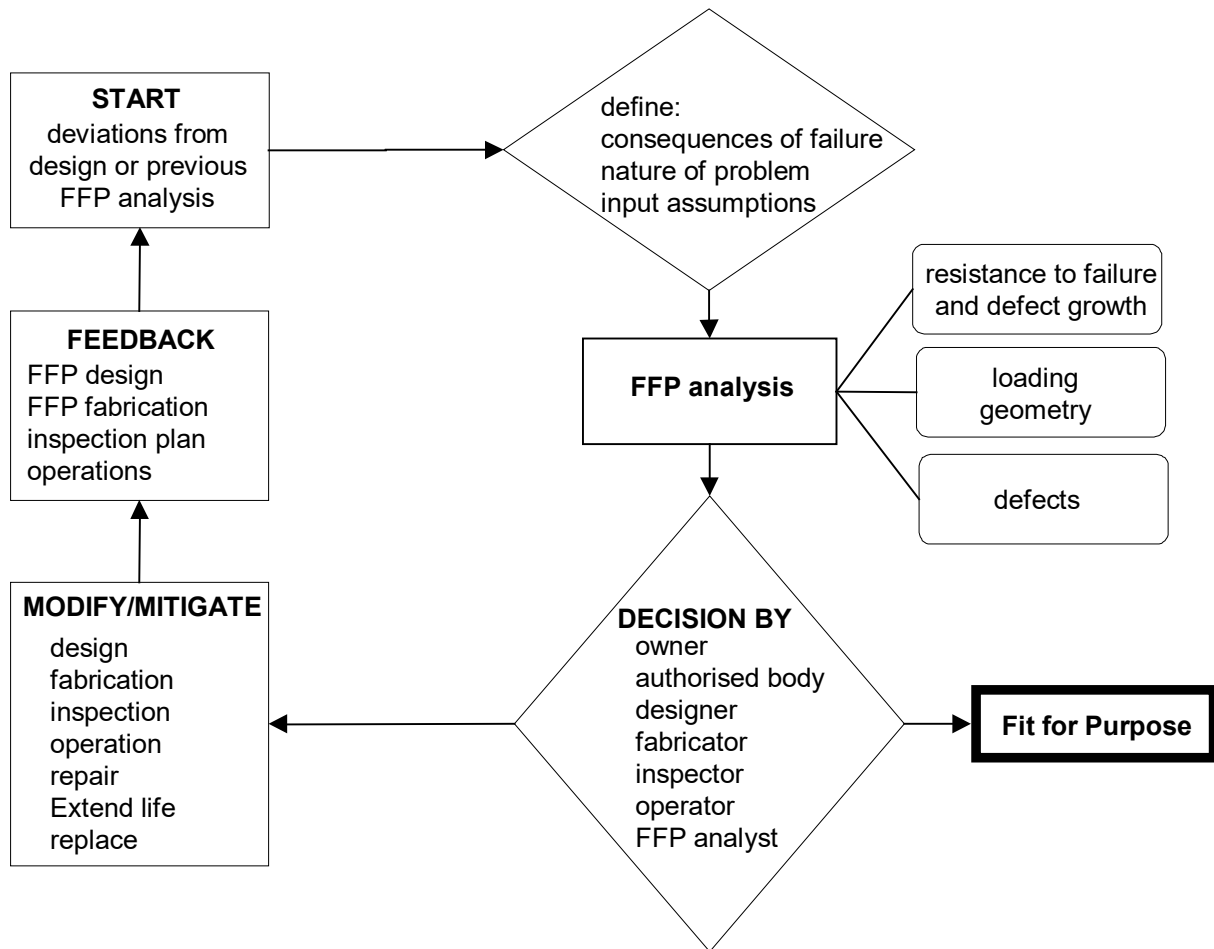 START
deviations from
design or previous
FFP analysis
define:
consequences of failure
nature of problem
input assumptions
FFP analysis
resistance to failure
and defect growth
loading
geometry
defects
DECISION BY
owner
authorised body
designer
fabricator
inspector
operator
FFP analyst
Fit for Purpose
MODIFY/MITIGATE
design
fabrication
inspection
operation
repair
Extend life
replace
FEEDBACK
FFP design
FFP fabrication
inspection plan
operations